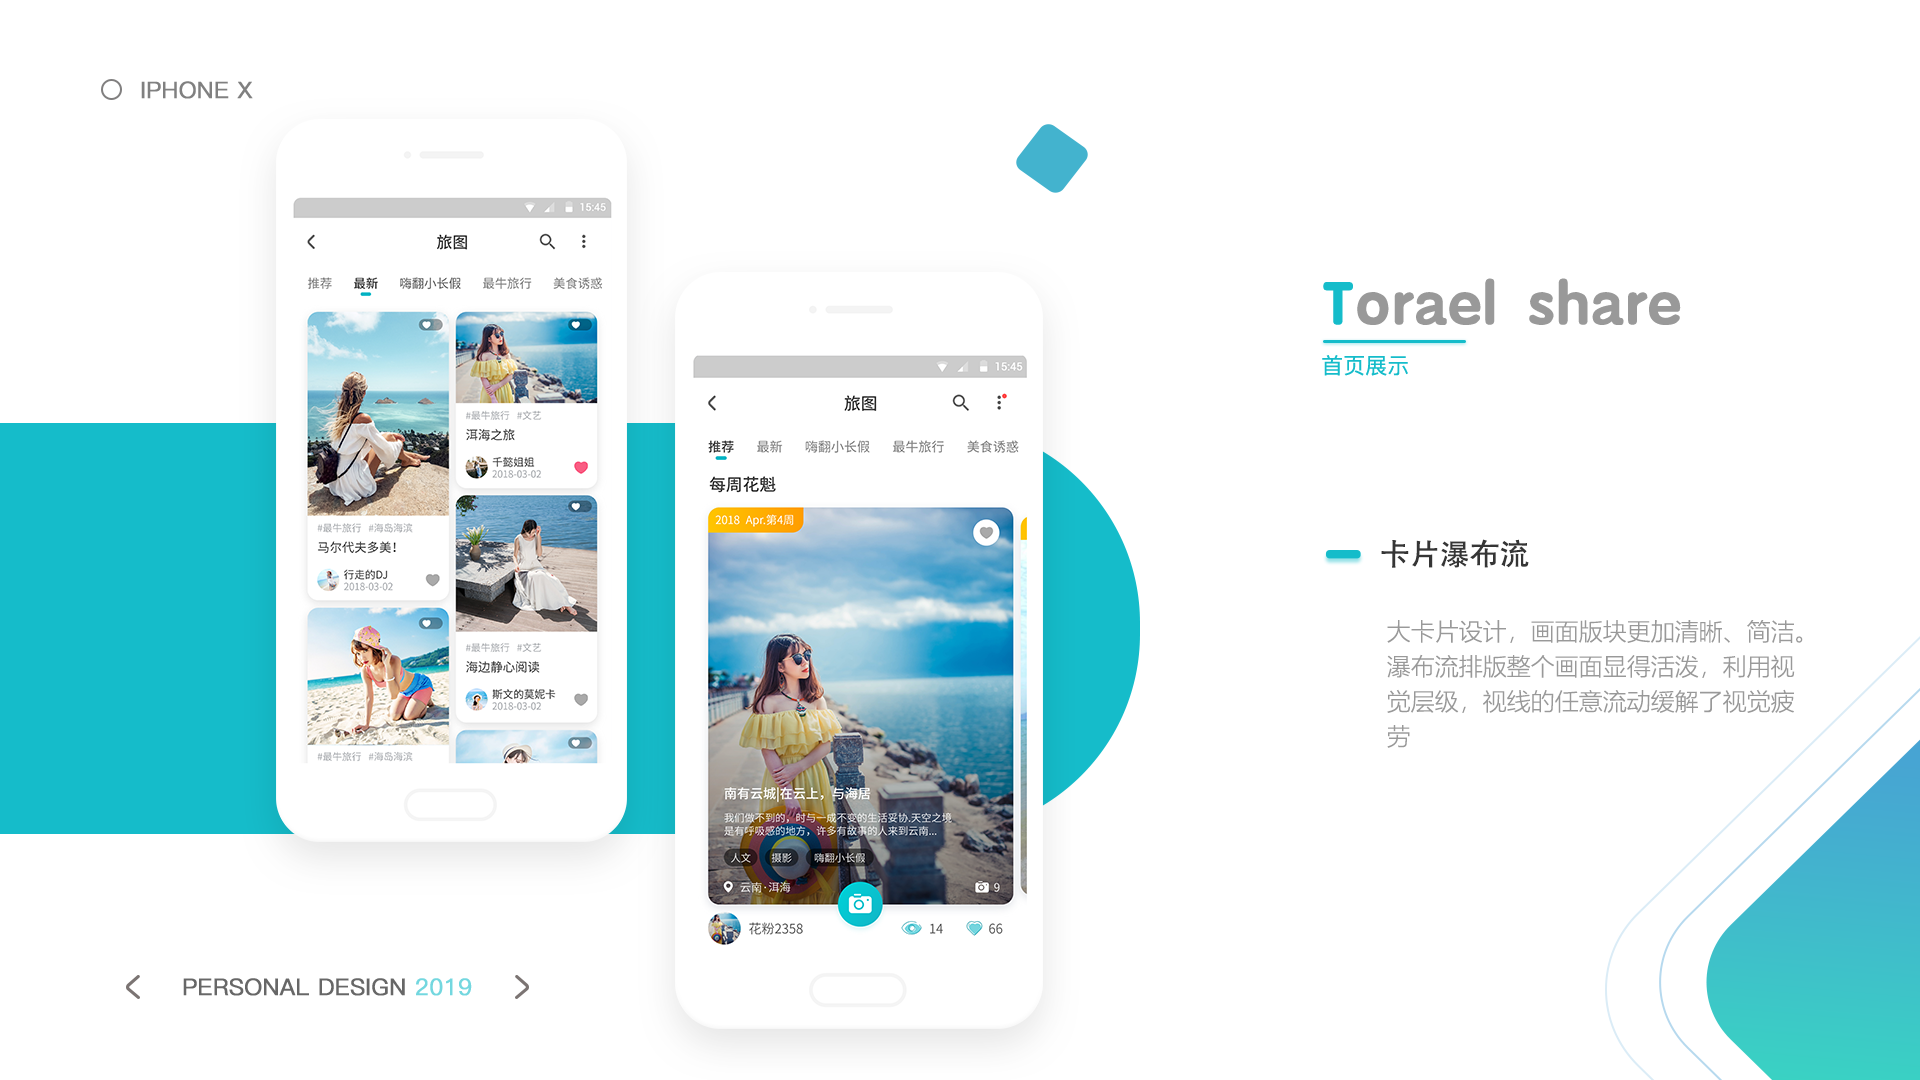 IPHONE X
15:45
旅图
推荐 最新 嗨翻小长假 最牛旅行 美食诱惑
#最牛旅行 #海岛海滨
马尔代夫多美!
行走的DJ
2018-03-02
#最牛旅行 #海岛海滨
#最牛旅行 #文艺
洱海之旅
千懿姐姐
2018-03-02
#最牛旅行 #文艺
海边静心阅读
斯文的莫妮卡
2018-03-02
15:45
旅图
推荐 最新 嗨翻小长假 最牛旅行 美食诱惑
每周花魁
2018 Apr.第4周
南有云城|在云上，与海居
我们做不到的，时与一成不变的生活妥协.天空之境
是有呼吸感的地方，许多有故事的人来到云南...
人文 摄影 嗨翻小长假
云南·洱海 9
花粉2358 14 66
Torael share
首页展示
卡片瀑布流
大卡片设计，画面版块更加清晰、简洁。
瀑布流排版整个画面显得活泼，利用视
觉层级，视线的任意流动缓解了视觉疲
劳
PERSONAL DESIGN 2019